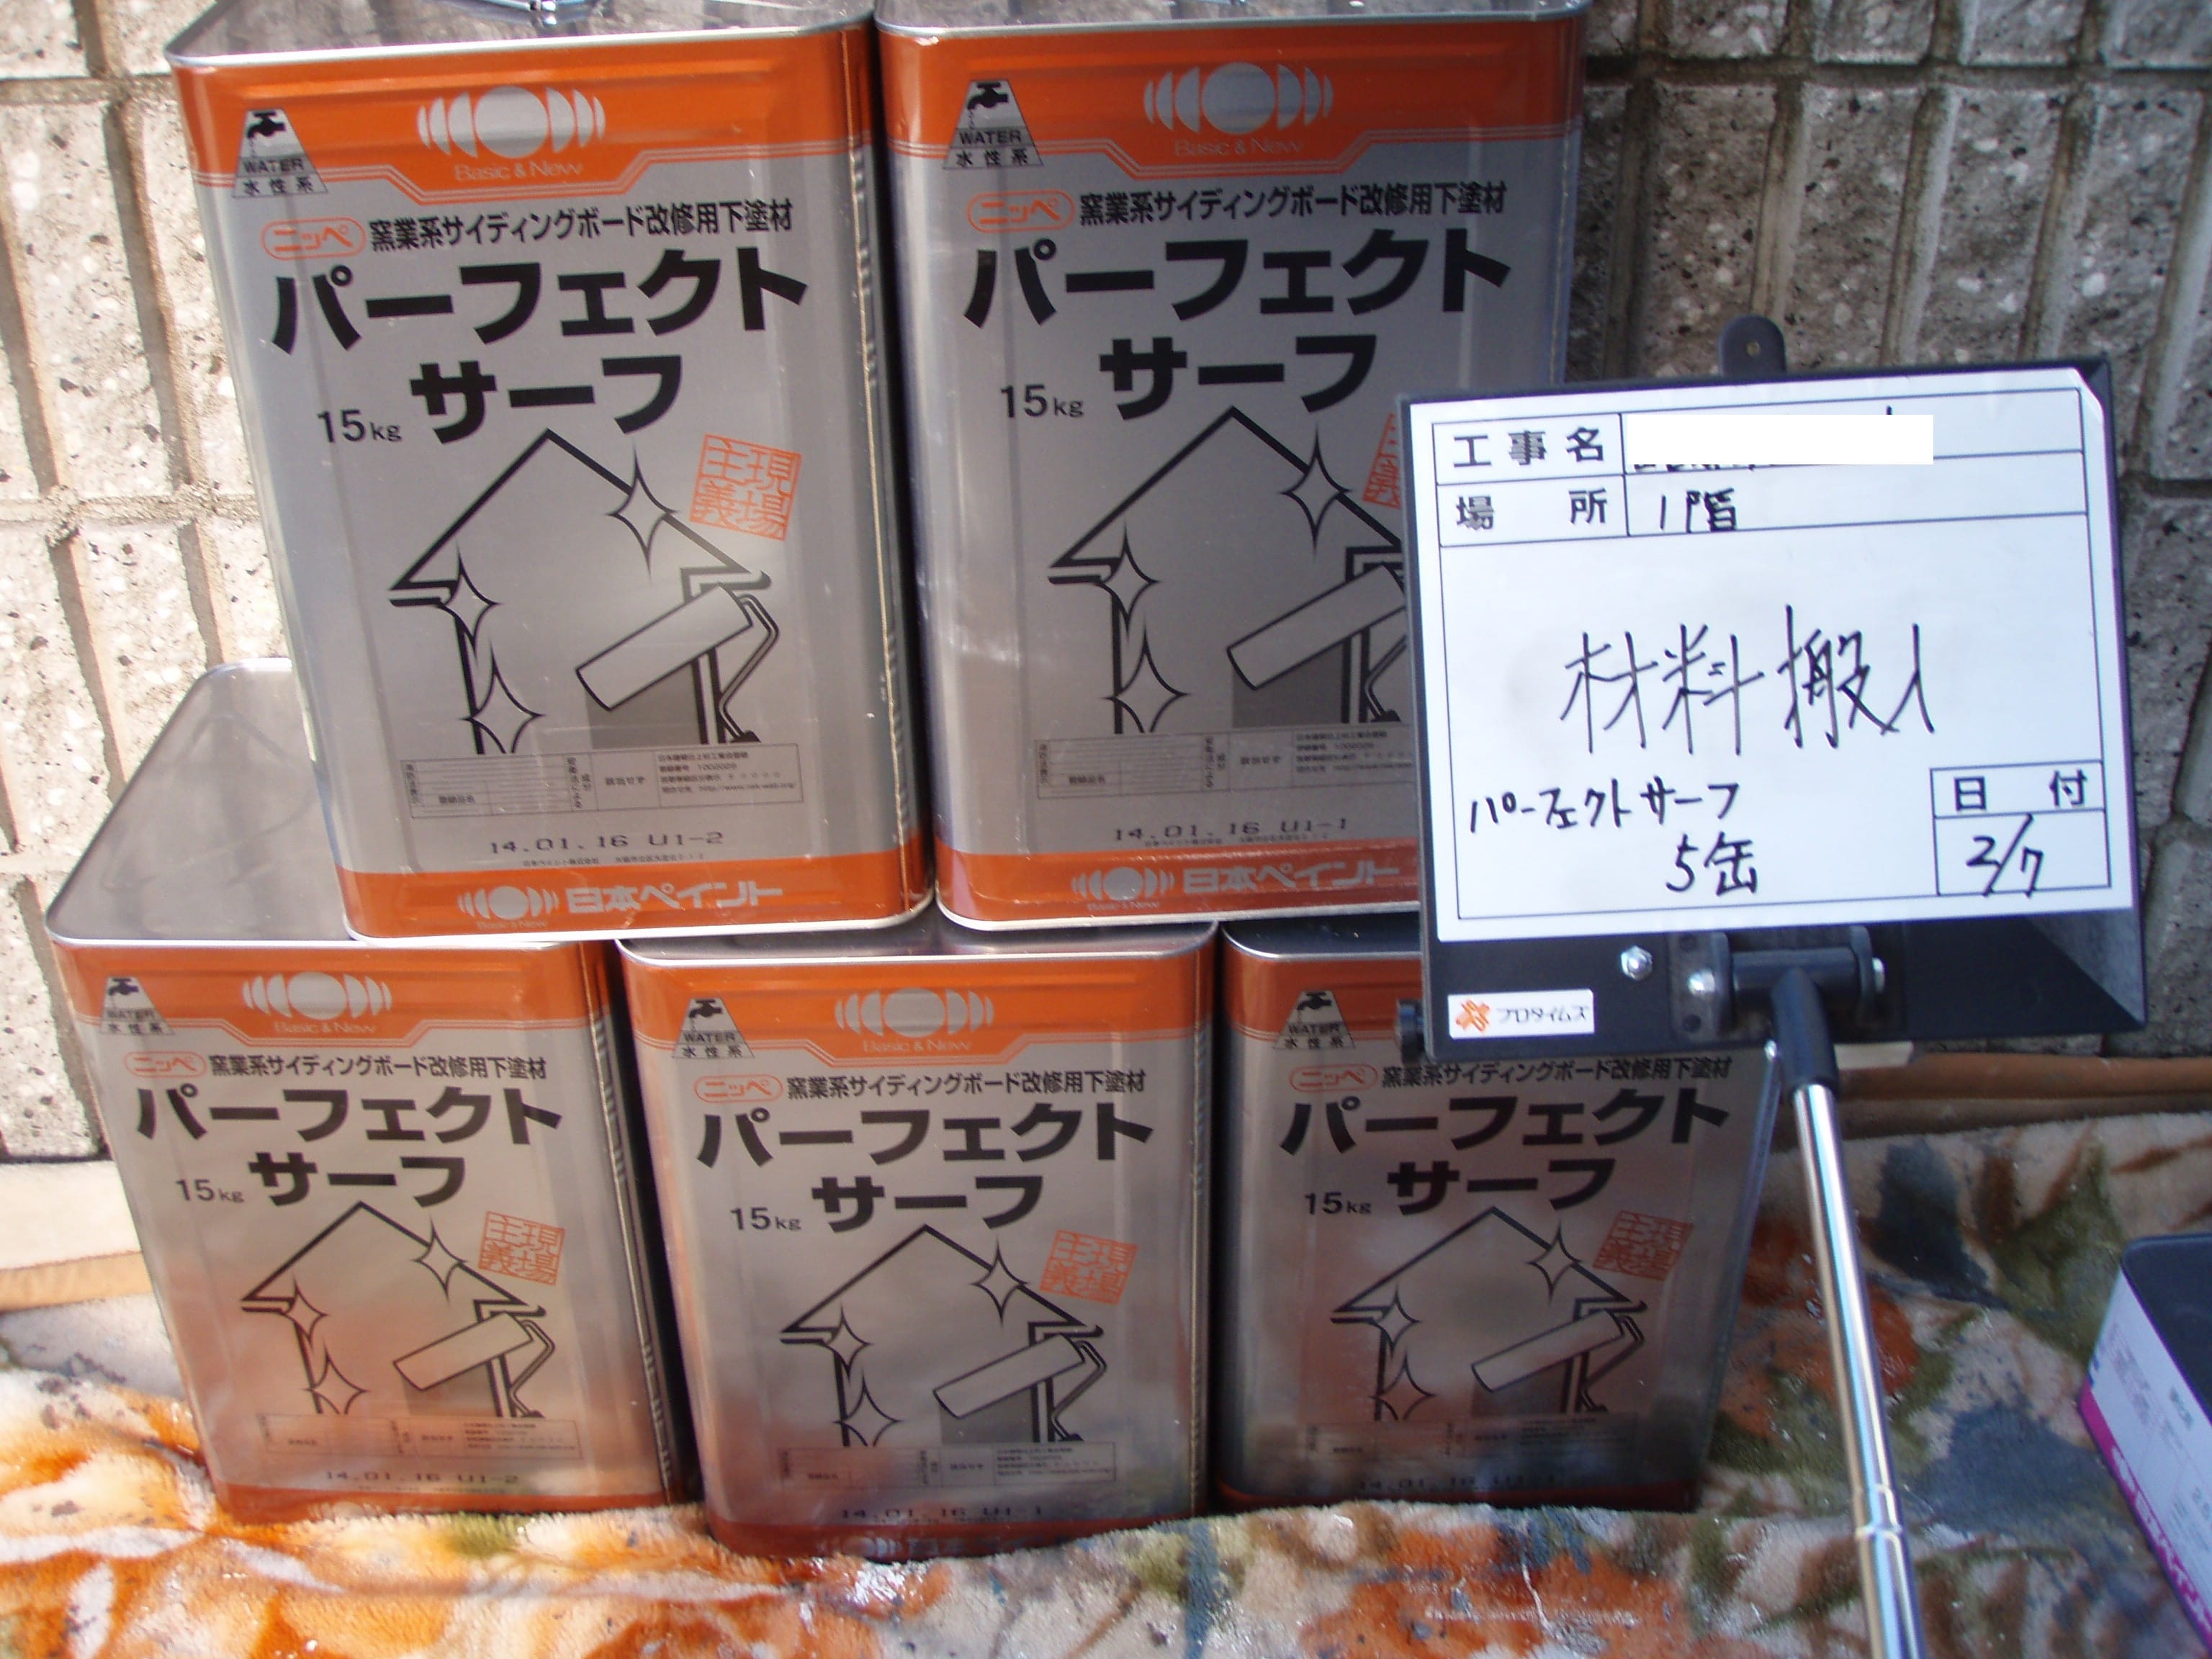 Basic & New
WATER
水性系
ニッペ 窯業系サイディングボード改修用下塗材
パーフェクト
サーフ
15kg
現場
主義
14.01.16 U1-2
日本ペイント
Basic & New
Basic & New
WATER
水性系
ニッペ 窯業系サイディングボード改修用下塗材
パーフェクト
サーフ
15kg
14.01.16 U1-1
日本ペイント
Basic & New
工事名
場所 1階
材料搬入
パーフェクトサーフ
5缶
日付
2/7
プロタイムズ
Basic & New
WATER
水性系
ニッペ 窯業系サイディングボード改修用下塗材
パーフェクト
サーフ
15kg
現場
主義
14.01.16 U1-2
Basic & New
WATER
水性系
ニッペ 窯業系サイディングボード改修用下塗材
パーフェクト
サーフ
15kg
現場
主義
14.01.16 U1-1
WATER
水性系
ニッペ 窯業系サイディングボード改修用下塗材
パーフェクト
サーフ
15kg
現場
主義
14.01.16